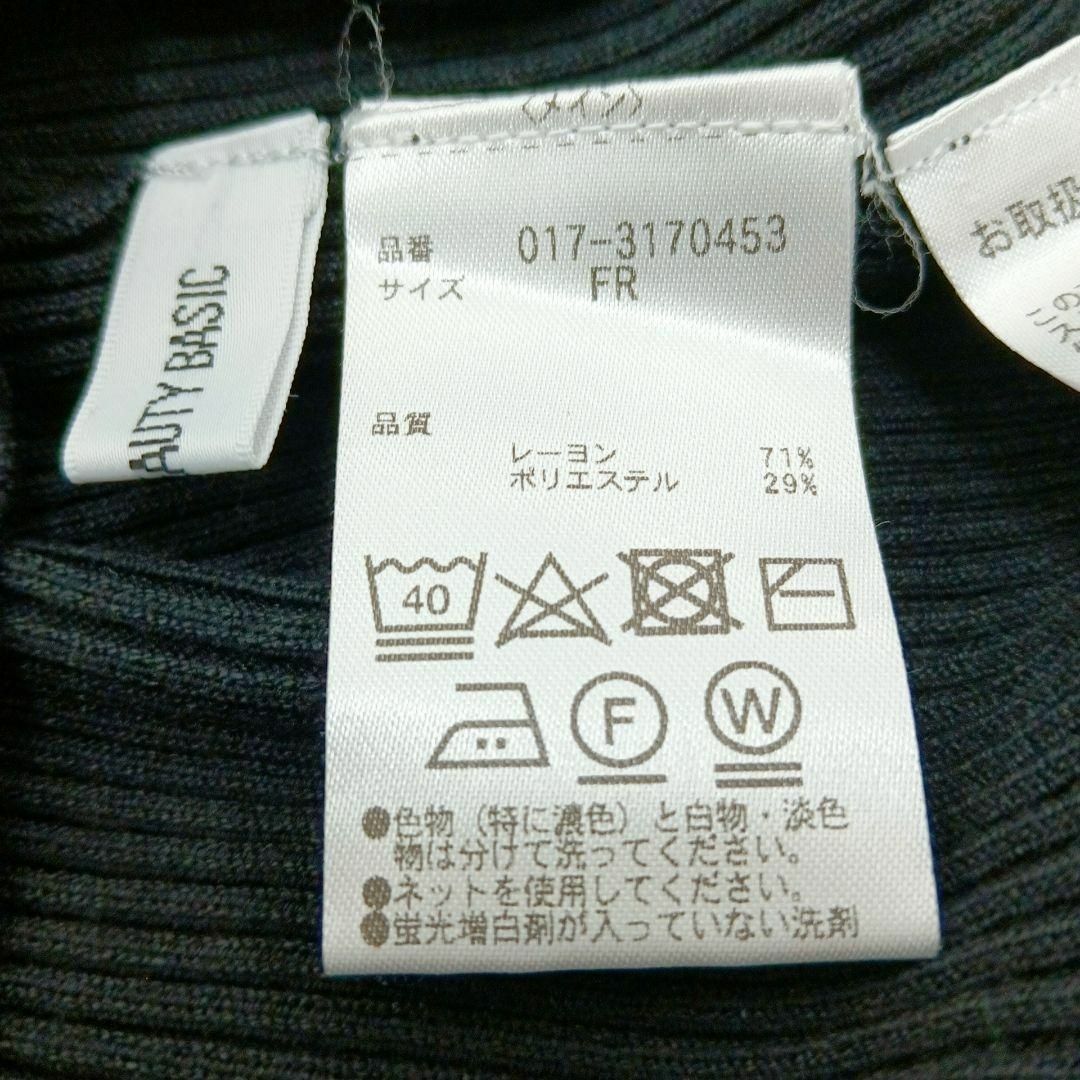 AUTY BASIC
〈メイン〉
品番 017-3170453
サイズ FR
品質
レーヨン 71%
ポリエステル 29%
40
F
W
●色物（特に濃色）と白物・淡色
物は分けて洗ってください。
●ネットを使用してください。
●蛍光増白剤が入っていない洗剤
お取扱
この